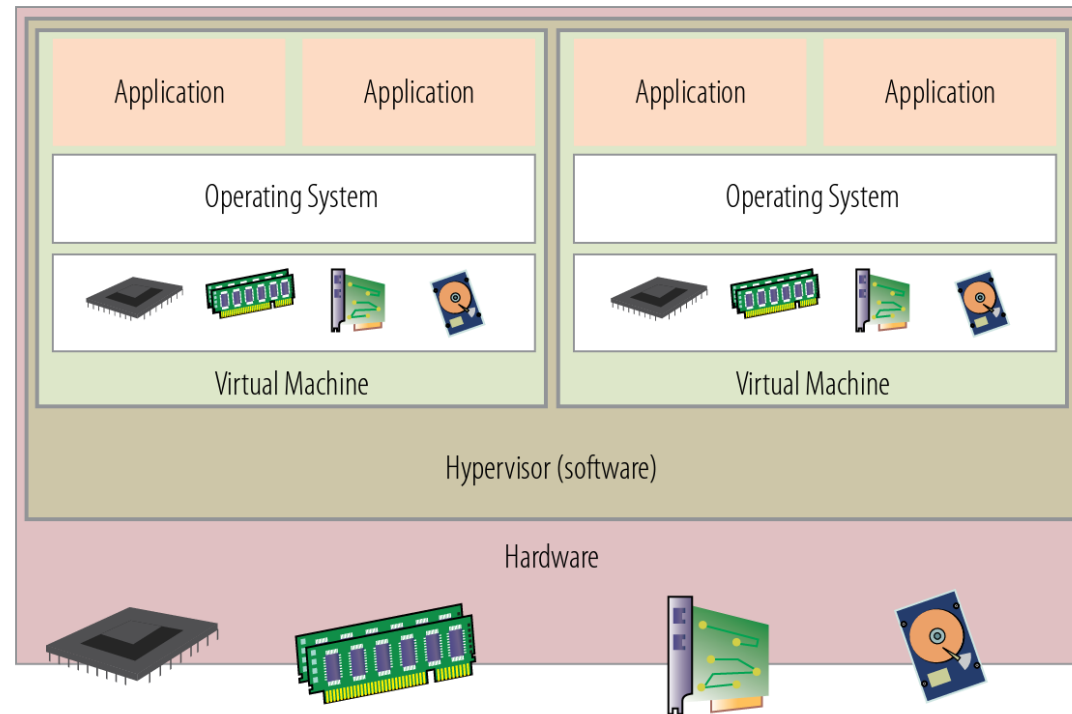 Application
Application
Application
Application
Operating System
Operating System
Virtual Machine
Virtual Machine
Hypervisor (software)
Hardware